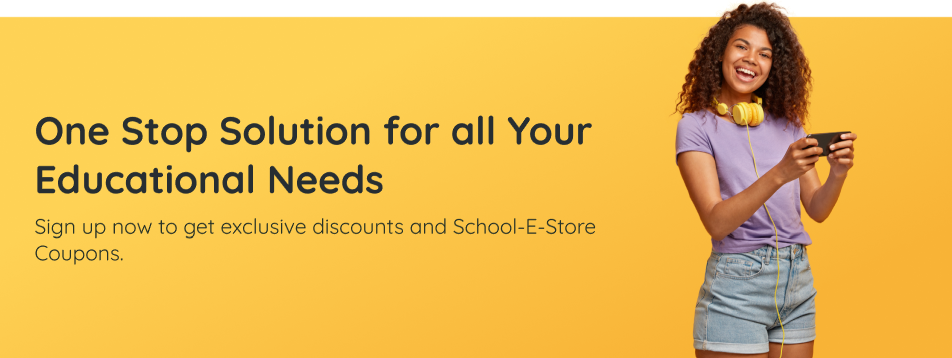 One Stop Solution for all Your
Educational Needs
Sign up now to get exclusive discounts and School-E-Store
Coupons.